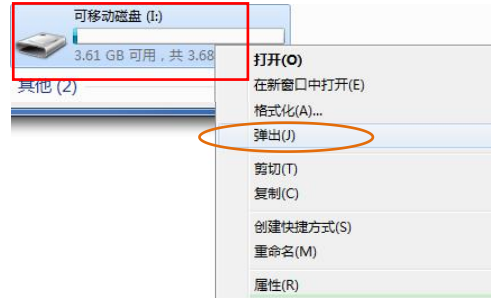 可移动磁盘 (I:)
3.61 GB 可用 , 共 3.68
其他 (2)
打开(O)
在新窗口中打开(E)
格式化(A)...
弹出(J)
剪切(T)
复制(C)
创建快捷方式(S)
重命名(M)
属性(R)